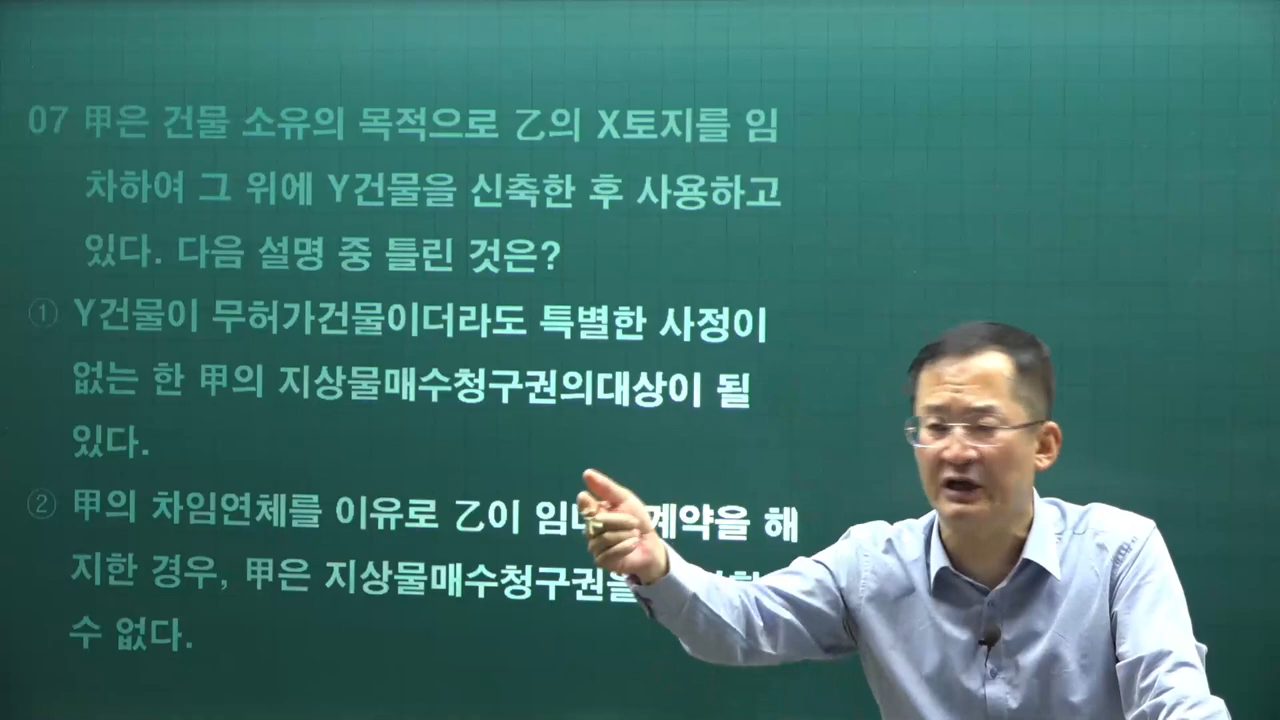 07 甲은 건물 소유의 목적으로 乙의 X토지를 임
차하여 그 위에 Y건물을 신축한 후 사용하고
있다. 다음 설명 중 틀린 것은?
① Y건물이 무허가건물이더라도 특별한 사정이
없는 한 甲의 지상물매수청구권의대상이 될
있다.
② 甲의 차임연체를 이유로 乙이 계약을 해
지한 경우, 甲은 지상물매수청구권을
수 없다.